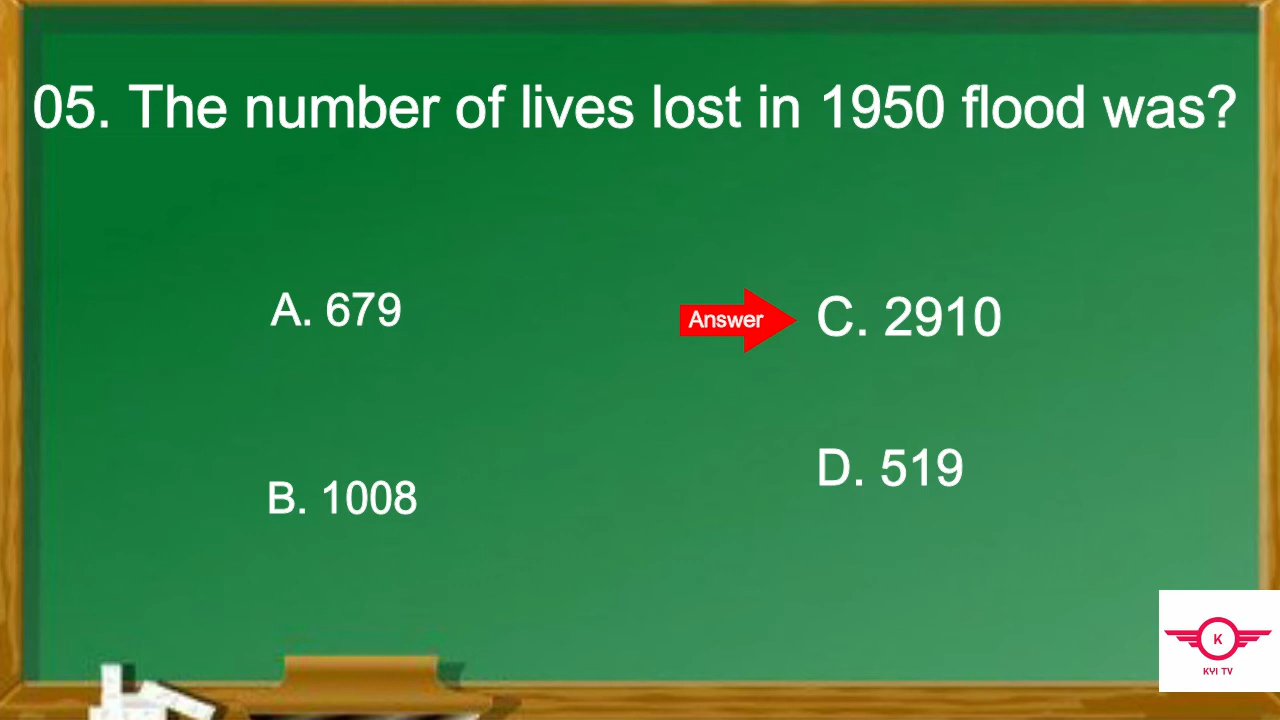 05. The number of lives lost in 1950 flood was?
A. 679
Answer
C. 2910
B. 1008
D. 519
K
KYI TV